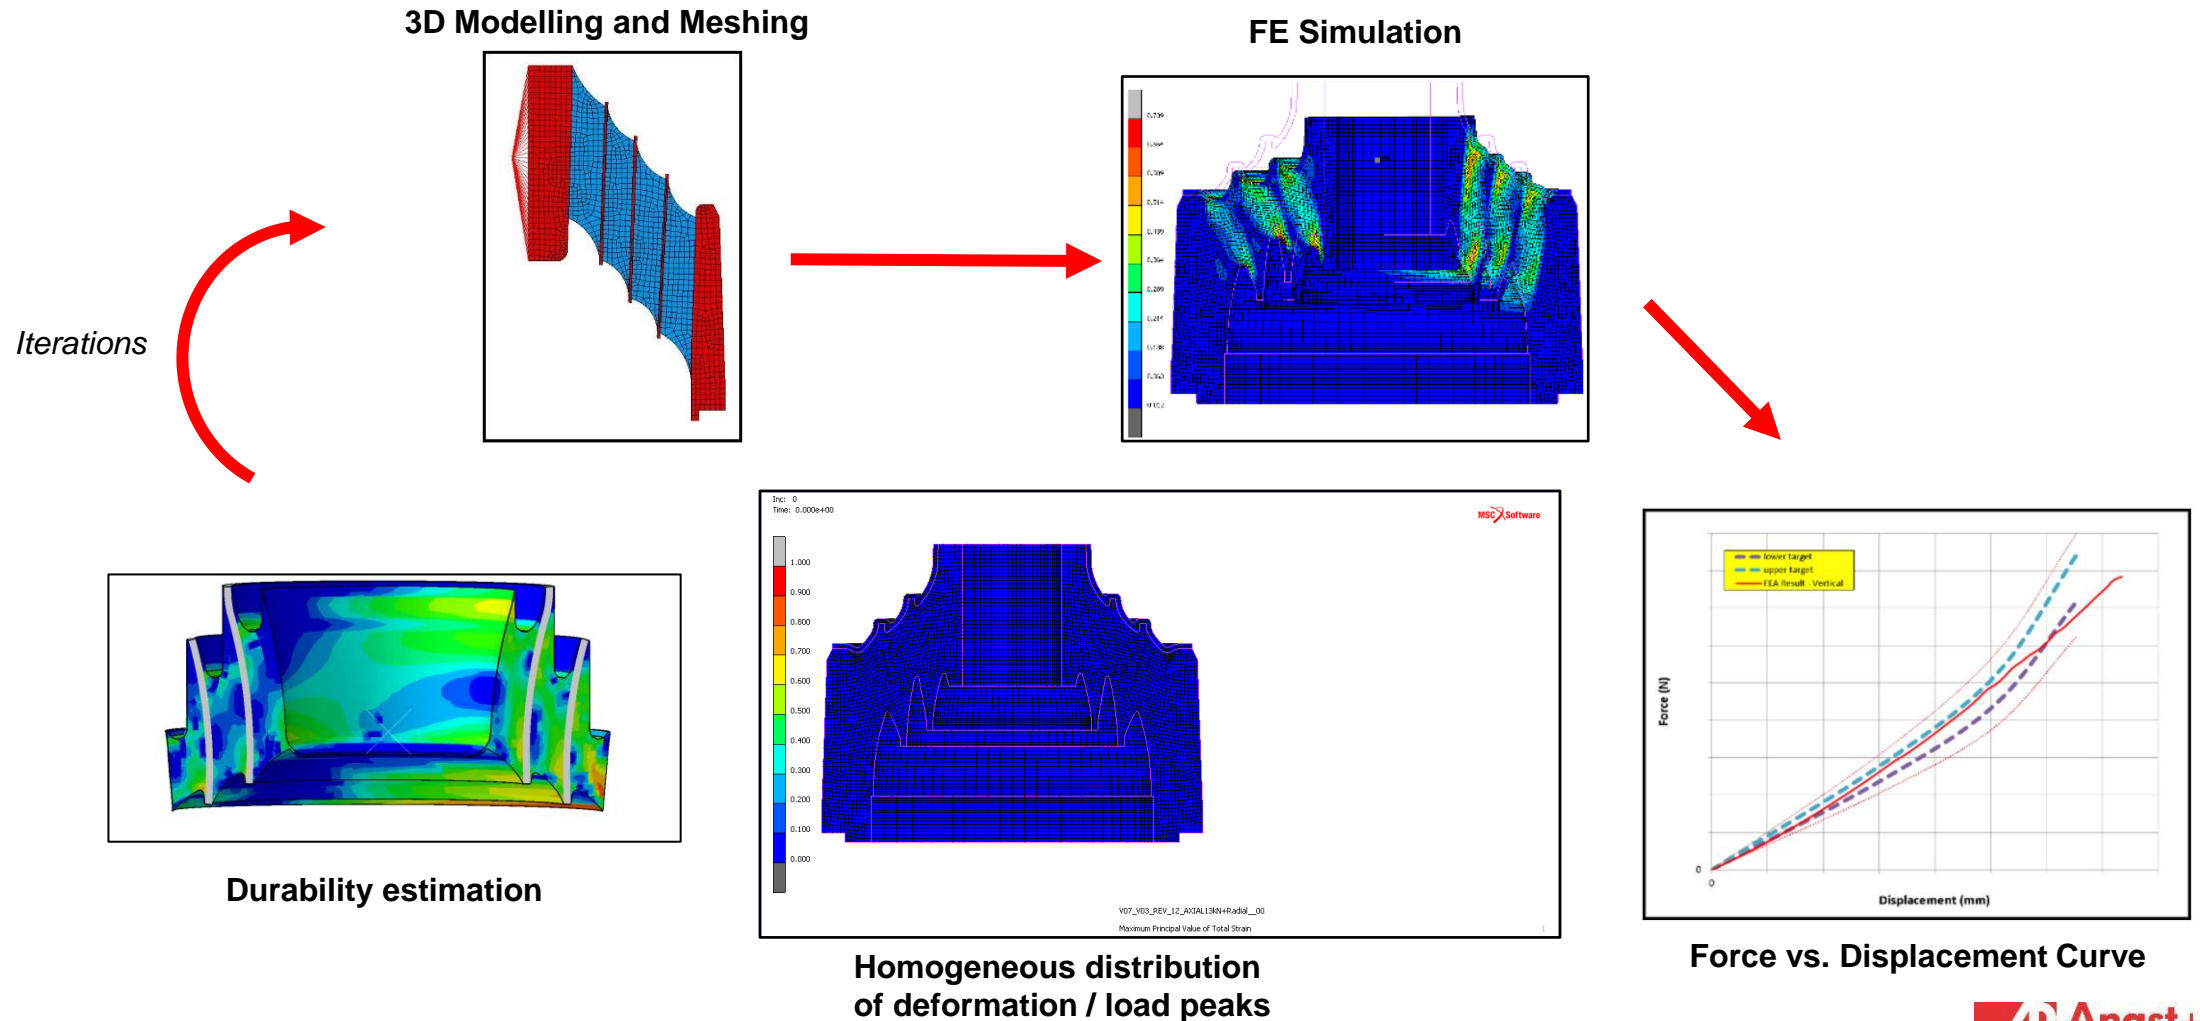 3D Modelling and Meshing
FE Simulation
Iterations
Inc: 0
Time: 0.000e+00
MSC Software
1.000
0.900
0.800
0.700
0.600
0.500
0.400
0.300
0.200
0.100
0.000
V07_V03_REV_12_AXIAL13kN+Radial__00
Maximum Principal Value of Total Strain
1
lower target
upper target
FEA Result - Vertical
Force (N)
0
0
Displacement (mm)
Durability estimation
Homogeneous distribution
of deformation / load peaks
Force vs. Displacement Curve